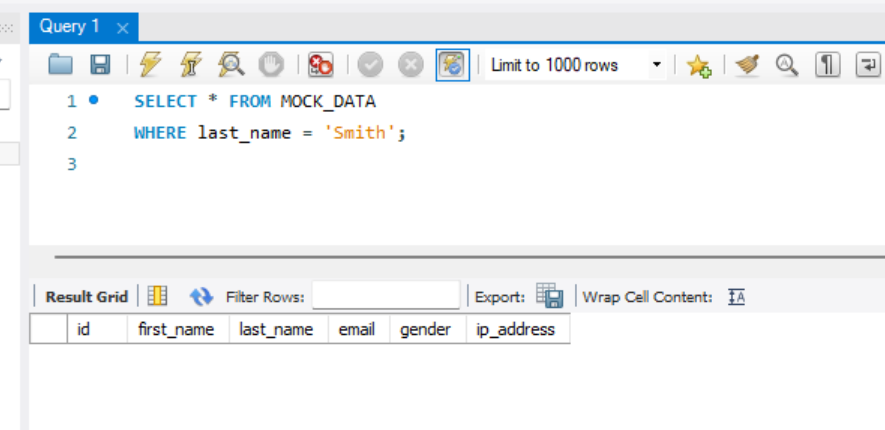 Query 1
Limit to 1000 rows
1 SELECT * FROM MOCK_DATA
2 WHERE last_name = 'Smith';
3
Result Grid Filter Rows: Export: Wrap Cell Content:
id first_name last_name email gender ip_address